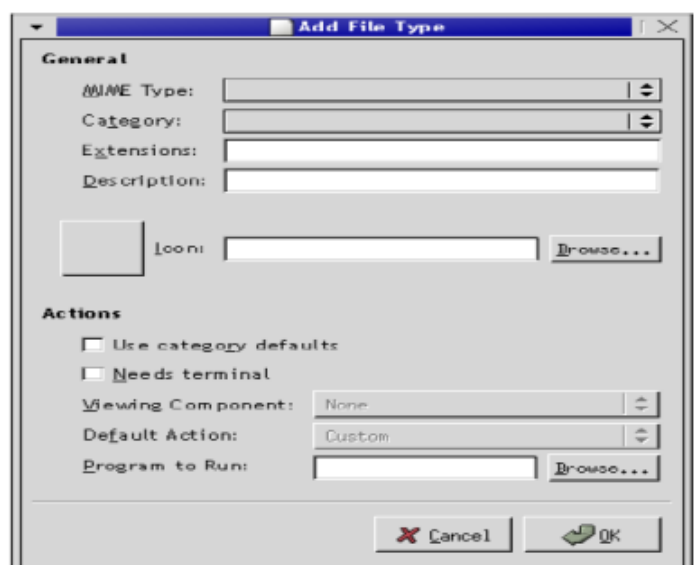 Add File Type
General
MIME Type:
Category:
Extensions:
Description:
Icon: Browse...
Actions
Use category defaults
Needs terminal
Viewing Component: None
Default Action: Custom
Program to Run: Browse...
Cancel OK